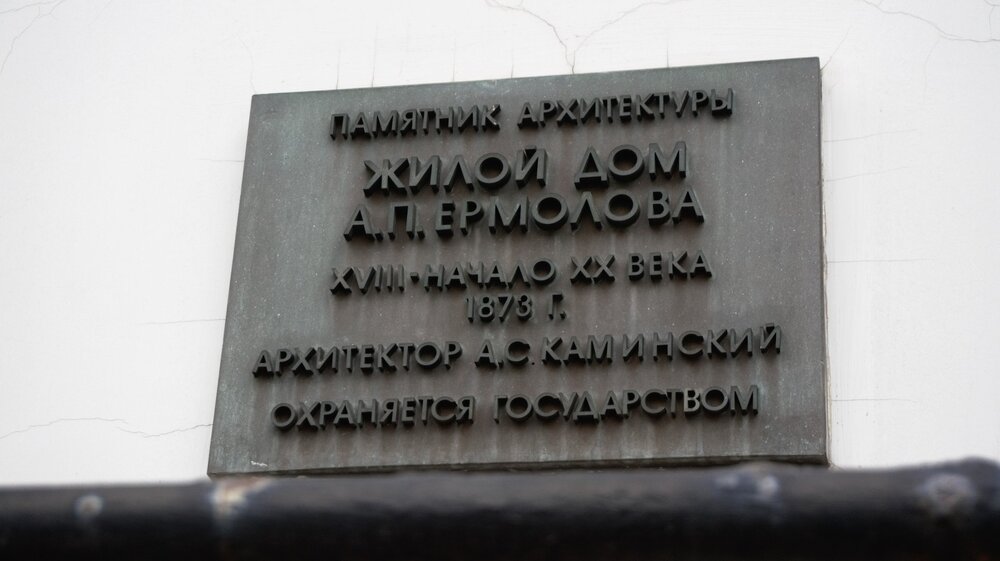 ПАМЯТНИК АРХИТЕКТУРЫ
ЖИЛОЙ ДОМ
А.П. ЕРМОЛОВА
XVIII·НАЧАЛО XX ВЕКА
1873 Г.
АРХИТЕКТОР А.С. КАМИНСКИЙ
ОХРАНЯЕТСЯ ГОСУДАРСТВОМ